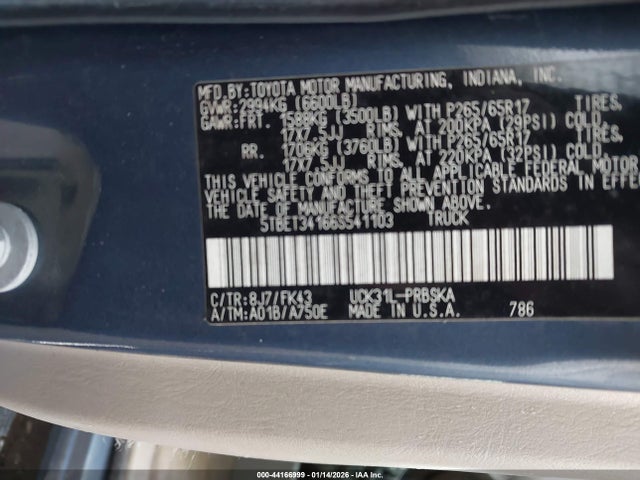 MFD.BY:TOYOTA MOTOR MANUFACTURING, INDIANA, INC.
GVWR:2994KG (6600LB)
GAWR:FRT. 1588KG (3500LB) WITH P265/65R17 TIRES,
17X7.5JJ RIMS, AT 200KPA (29PSI) COLD.
RR. 1706KG (3760LB) WITH P265/65R17 TIRES,
17X7.5JJ RIMS, AT 220KPA (32PSI) COLD.
THIS VEHICLE CONFORMS TO ALL APPLICABLE FEDERAL MOTOR
VEHICLE SAFETY AND THEFT PREVENTION STANDARDS IN EFFE
THE DATE OF MANUFACTURE SHOWN ABOVE.
5TBET34166S541103 TRUCK
C/TR:8J7/FK43 UCK31L-PRBSKA
A/TM:A01B/A750E MADE IN U.S.A. 786
000-44166999 | 01/14/2026 | IAAI.COM